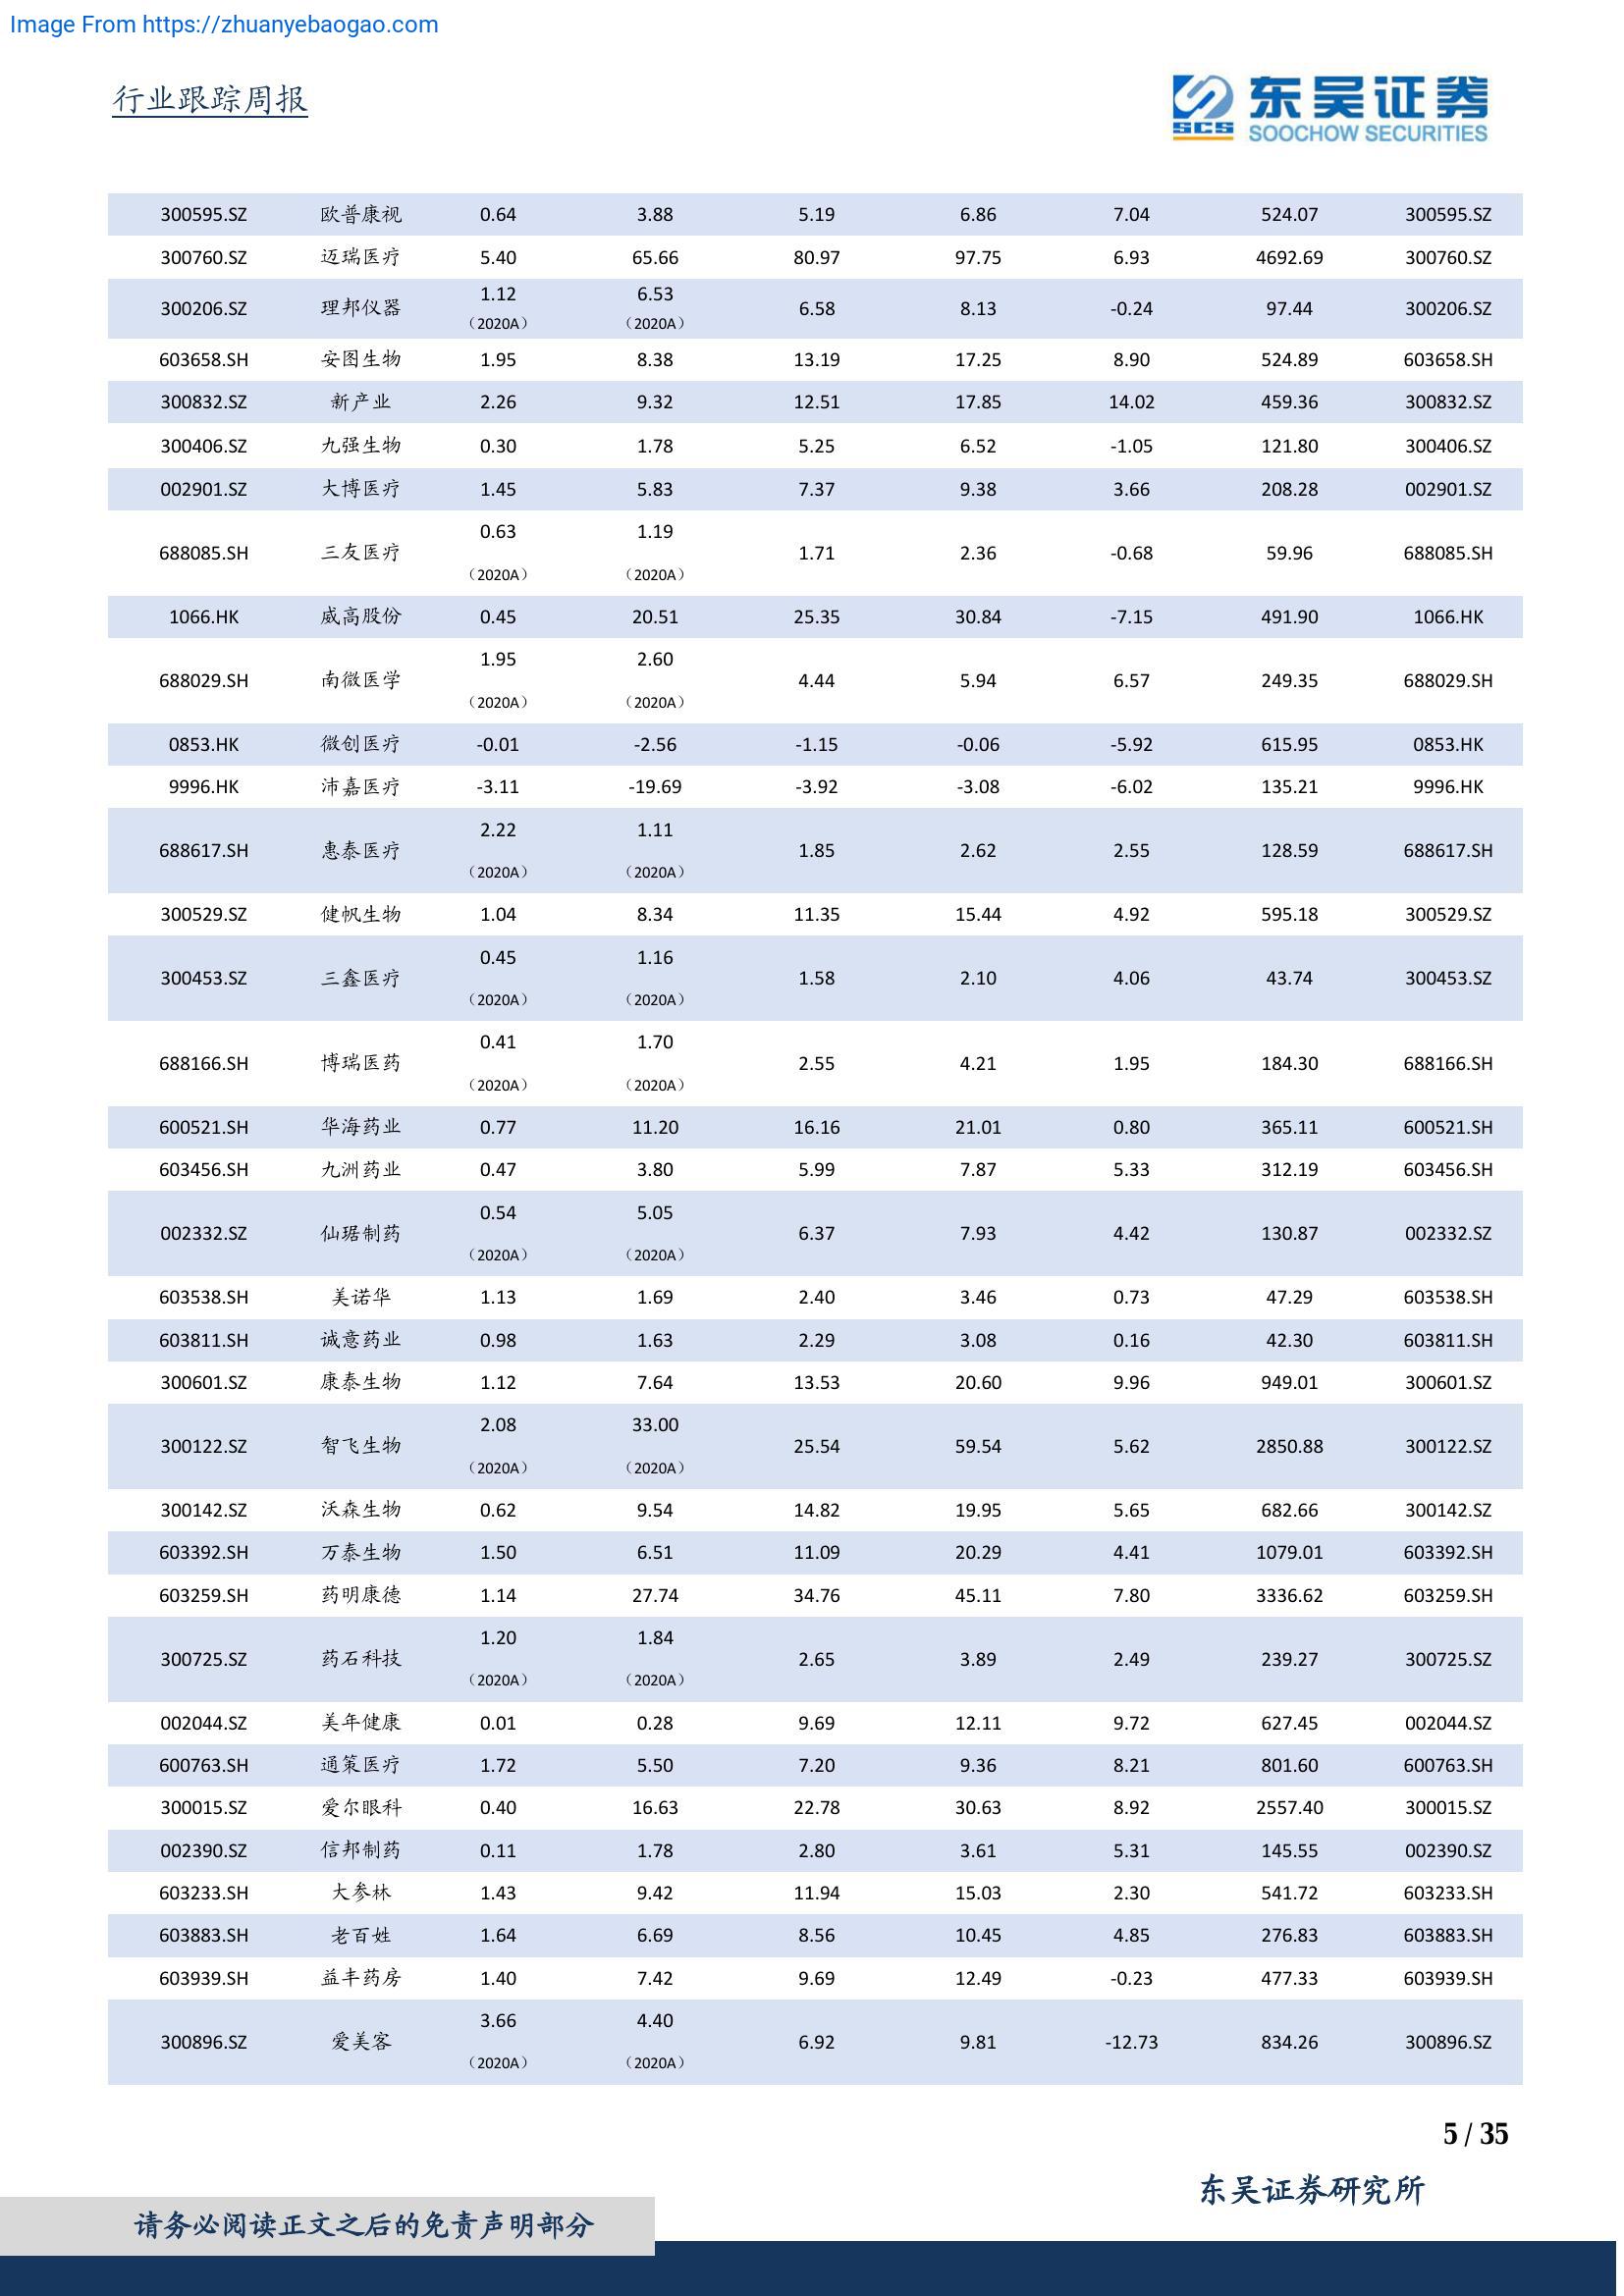 Image From https://zhuanyebaogao.com
行业跟踪周报
东吴证券
SCS
SOOCHOW SECURITIES
300595.SZ 欧普康视 0.64 3.88 5.19 6.86 7.04 524.07 300595.SZ
300760.SZ 迈瑞医疗 5.40 65.66 80.97 97.75 6.93 4692.69 300760.SZ
1.12 6.53
300206.SZ 理邦仪器 6.58 8.13 -0.24 97.44 300206.SZ
（2020A） （2020A）
603658.SH 安图生物 1.95 8.38 13.19 17.25 8.90 524.89 603658.SH
300832.SZ 新产业 2.26 9.32 12.51 17.85 14.02 459.36 300832.SZ
300406.SZ 九强生物 0.30 1.78 5.25 6.52 -1.05 121.80 300406.SZ
002901.SZ 大博医疗 1.45 5.83 7.37 9.38 3.66 208.28 002901.SZ
0.63 1.19
688085.SH 三友医疗 1.71 2.36 -0.68 59.96 688085.SH
（2020A） （2020A）
1066.HK 威高股份 0.45 20.51 25.35 30.84 -7.15 491.90 1066.HK
1.95 2.60
688029.SH 南微医学 4.44 5.94 6.57 249.35 688029.SH
（2020A） （2020A）
0853.HK 微创医疗 -0.01 -2.56 -1.15 -0.06 -5.92 615.95 0853.HK
9996.HK 沛嘉医疗 -3.11 -19.69 -3.92 -3.08 -6.02 135.21 9996.HK
2.22 1.11
688617.SH 惠泰医疗 1.85 2.62 2.55 128.59 688617.SH
（2020A） （2020A）
300529.SZ 健帆生物 1.04 8.34 11.35 15.44 4.92 595.18 300529.SZ
0.45 1.16
300453.SZ 三鑫医疗 1.58 2.10 4.06 43.74 300453.SZ
（2020A） （2020A）
0.41 1.70
688166.SH 博瑞医药 2.55 4.21 1.95 184.30 688166.SH
（2020A） （2020A）
600521.SH 华海药业 0.77 11.20 16.16 21.01 0.80 365.11 600521.SH
603456.SH 九洲药业 0.47 3.80 5.99 7.87 5.33 312.19 603456.SH
0.54 5.05
002332.SZ 仙琚制药 6.37 7.93 4.42 130.87 002332.SZ
（2020A） （2020A）
603538.SH 美诺华 1.13 1.69 2.40 3.46 0.73 47.29 603538.SH
603811.SH 诚意药业 0.98 1.63 2.29 3.08 0.16 42.30 603811.SH
300601.SZ 康泰生物 1.12 7.64 13.53 20.60 9.96 949.01 300601.SZ
2.08 33.00
300122.SZ 智飞生物 25.54 59.54 5.62 2850.88 300122.SZ
（2020A） （2020A）
300142.SZ 沃森生物 0.62 9.54 14.82 19.95 5.65 682.66 300142.SZ
603392.SH 万泰生物 1.50 6.51 11.09 20.29 4.41 1079.01 603392.SH
603259.SH 药明康德 1.14 27.74 34.76 45.11 7.80 3336.62 603259.SH
1.20 1.84
300725.SZ 药石科技 2.65 3.89 2.49 239.27 300725.SZ
（2020A） （2020A）
002044.SZ 美年健康 0.01 0.28 9.69 12.11 9.72 627.45 002044.SZ
600763.SH 通策医疗 1.72 5.50 7.20 9.36 8.21 801.60 600763.SH
300015.SZ 爱尔眼科 0.40 16.63 22.78 30.63 8.92 2557.40 300015.SZ
002390.SZ 信邦制药 0.11 1.78 2.80 3.61 5.31 145.55 002390.SZ
603233.SH 大参林 1.43 9.42 11.94 15.03 2.30 541.72 603233.SH
603883.SH 老百姓 1.64 6.69 8.56 10.45 4.85 276.83 603883.SH
603939.SH 益丰药房 1.40 7.42 9.69 12.49 -0.23 477.33 603939.SH
3.66 4.40
300896.SZ 爱美客 6.92 9.81 -12.73 834.26 300896.SZ
（2020A） （2020A）
5 / 35
东吴证券研究所
请务必阅读正文之后的免责声明部分